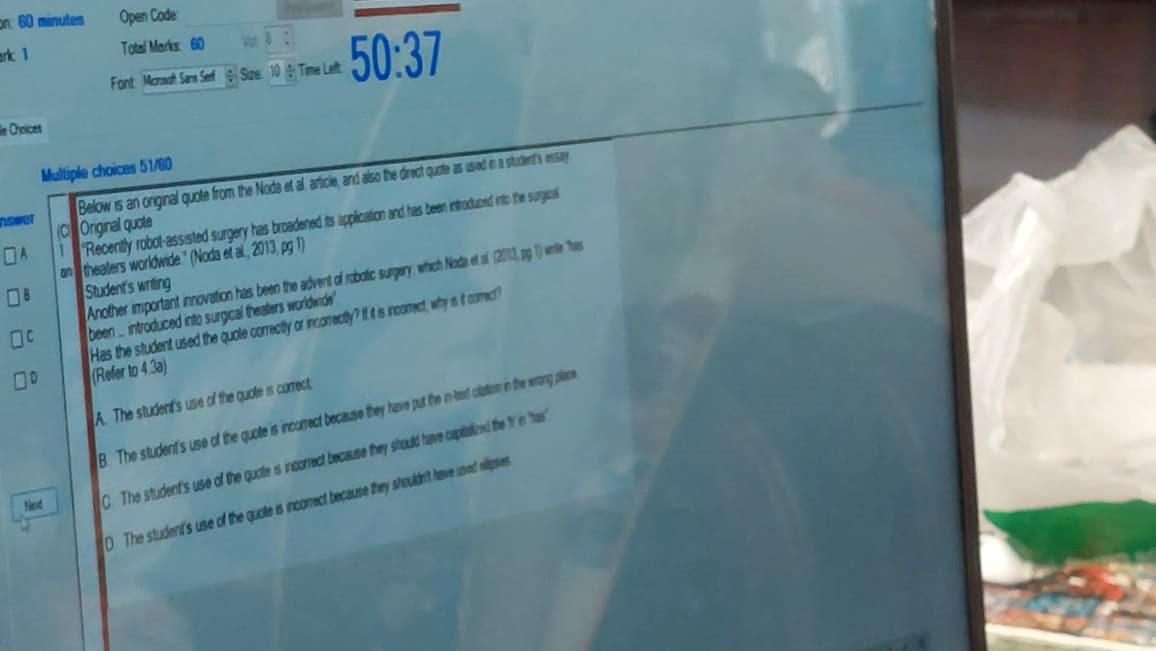 on: 60 minutes
Open Code:
ark: 1
Total Marks: 60
Vol 8
Font: Microsoft Sans Serif Size: 10 Time Left: 50:37
le Choices
Multiple choices 51/60
nswer
A
B
C
D
Next
(Cl
1
an
Below is an original quote from the Noda et al. article, and also the direct quote as used in a student's essay.
Original quote
"Recently robot-assisted surgery has broadened its application and has been introduced into the surgical
theaters worldwide." (Noda et al., 2013, pg 1)
Student's writing
Another important innovation has been the advent of robotic surgery, which Noda et al. (2013, pg 1) write "has
been ... introduced into surgical theaters worldwide".
Has the student used the quote correctly or incorrectly? If it is incorrect, why is it correct?
(Refer to 4.3a)
A. The student's use of the quote is correct.
B. The student's use of the quote is incorrect because they have put the in-text citation in the wrong place.
C. The student's use of the quote is incorrect because they should have capitalized the 'h' in "has"
D. The student's use of the quote is incorrect because they shouldn't have used ellipses.